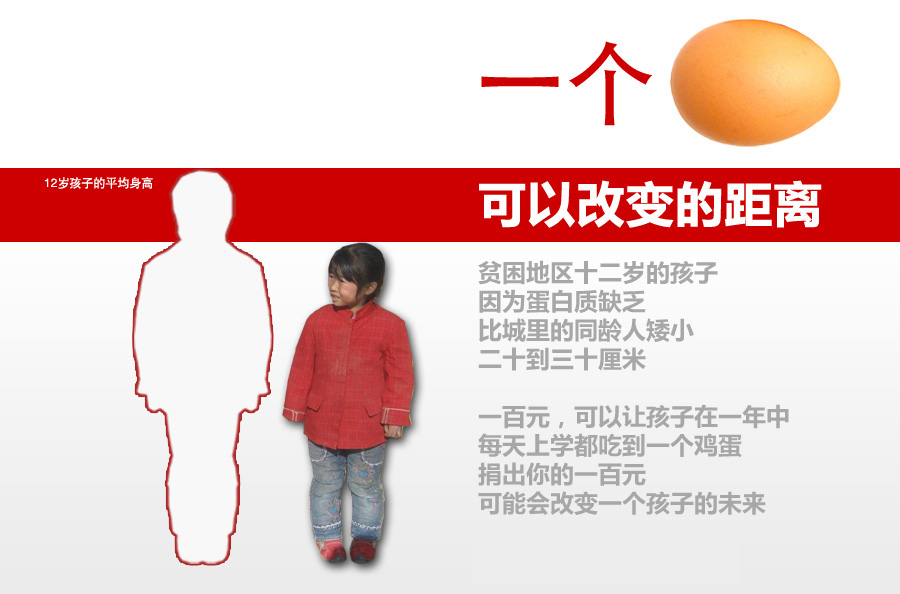 一个
12岁孩子的平均身高
可以改变的距离
贫困地区十二岁的孩子
因为蛋白质缺乏
比城里的同龄人矮小
二十到三十厘米
一百元，可以让孩子在一年中
每天上学都吃到一个鸡蛋
捐出你的一百元
可能会改变一个孩子的未来